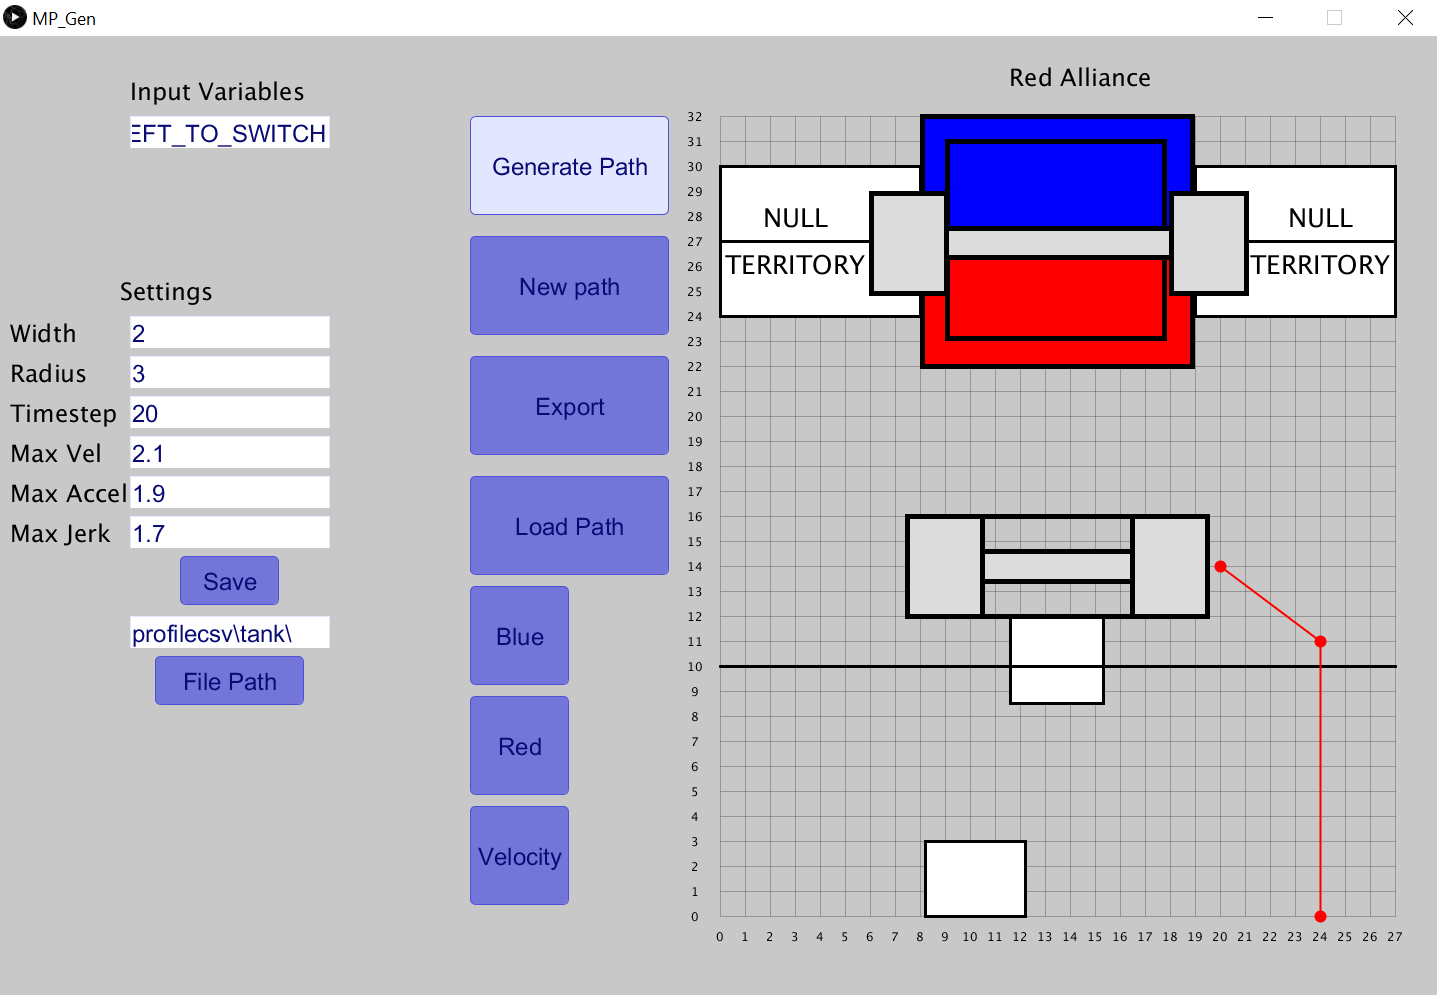 MP_Gen
Input Variables
EFT_TO_SWITCH
Settings
Width 2
Radius 3
Timestep 20
Max Vel 2.1
Max Accel 1.9
Max Jerk 1.7
Save
profilecsv\tank\
File Path
Generate Path
New path
Export
Load Path
Blue
Red
Velocity
Red Alliance
32
31
30
29
28
27
26
25
24
23
22
21
20
19
18
17
16
15
14
13
12
11
10
9
8
7
6
5
4
3
2
1
0
NULL
TERRITORY
NULL
TERRITORY
0 1 2 3 4 5 6 7 8 9 10 11 12 13 14 15 16 17 18 19 20 21 22 23 24 25 26 27